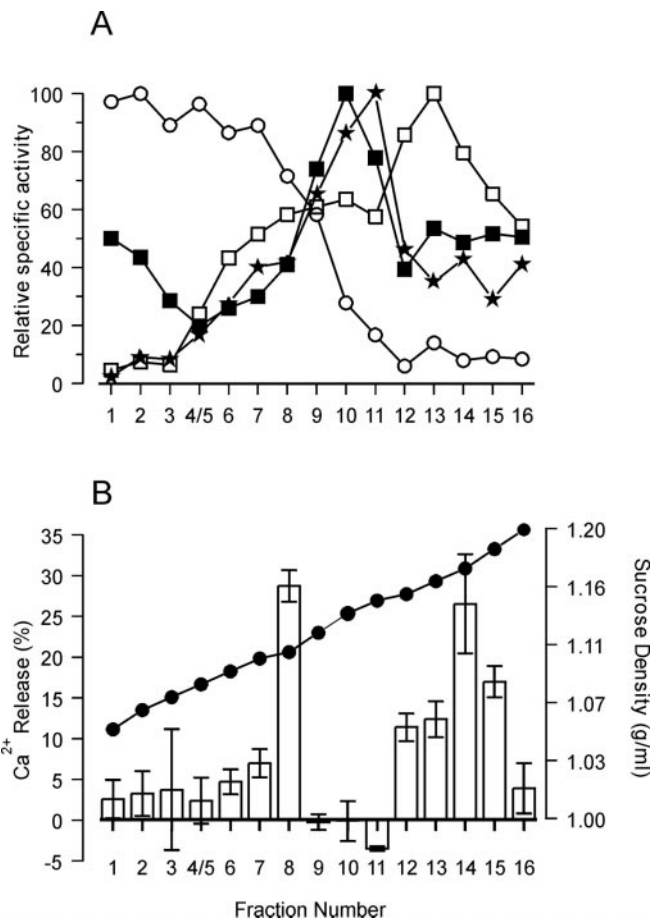 A
Relative specific activity
100
80
60
40
20
0
1 2 3 4/5 6 7 8 9 10 11 12 13 14 15 16
B
Ca2+ Release (%)
35
30
25
20
15
10
5
0
-5
1.20
1.16
1.11
1.07
1.03
1.00
Sucrose Density (g/ml)
1 2 3 4/5 6 7 8 9 10 11 12 13 14 15 16
Fraction Number